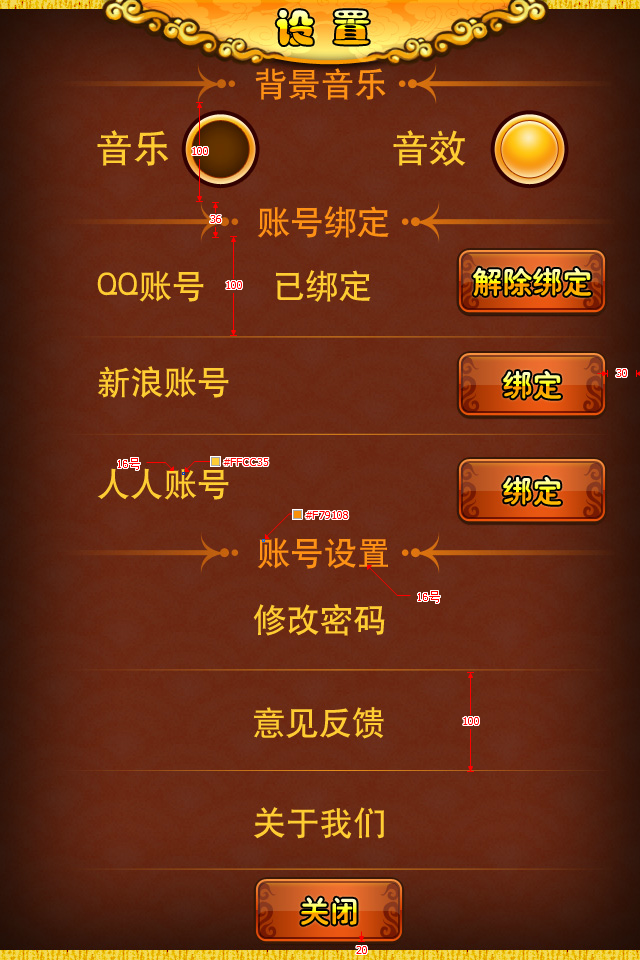 设置
背景音乐
音乐 100 音效
36 账号绑定
QQ账号 100 已绑定 解除绑定
新浪账号 绑定 30
16号 #FFCC35
人人账号 绑定
#F79108
账号设置
16号
修改密码
意见反馈 100
关于我们
关闭
20